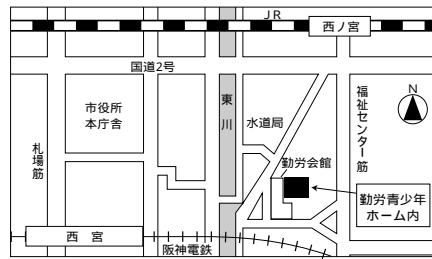 JR
西ノ宮
国道2号
市役所
本庁舎
東川
水道局
福祉センター筋
N
札場筋
勤労会館
勤労青少年
ホーム内
西宮
阪神電鉄